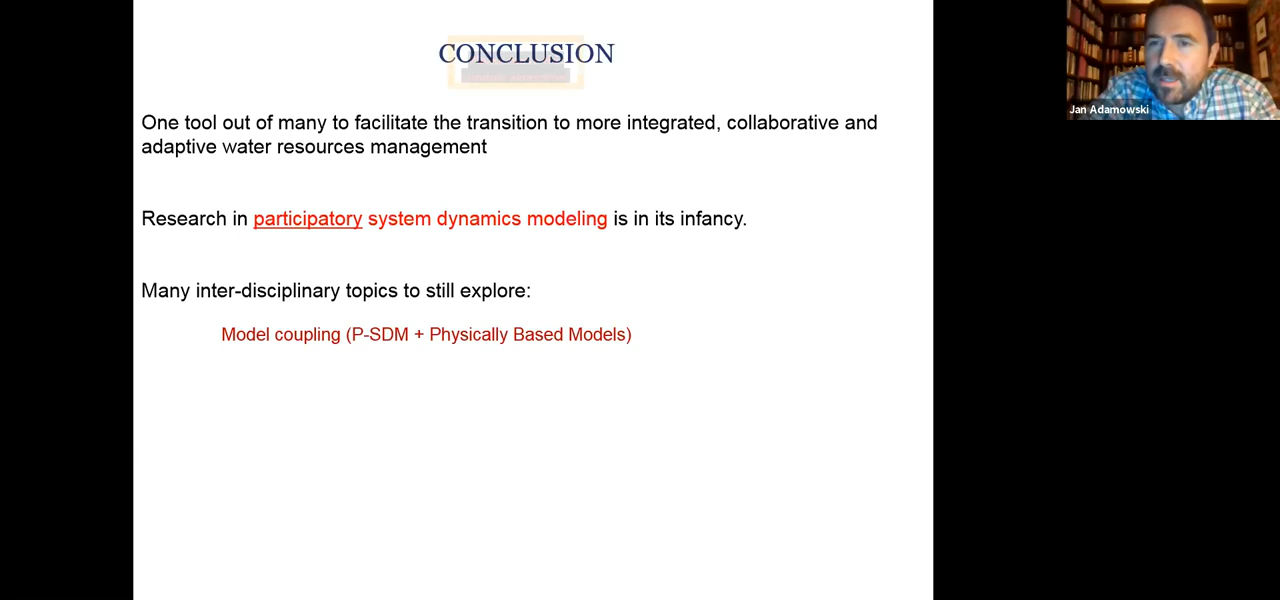 CONCLUSION
One tool out of many to facilitate the transition to more integrated, collaborative and
adaptive water resources management
Research in participatory system dynamics modeling is in its infancy.
Many inter-disciplinary topics to still explore:
Model coupling (P-SDM + Physically Based Models)
Jan Adamowski